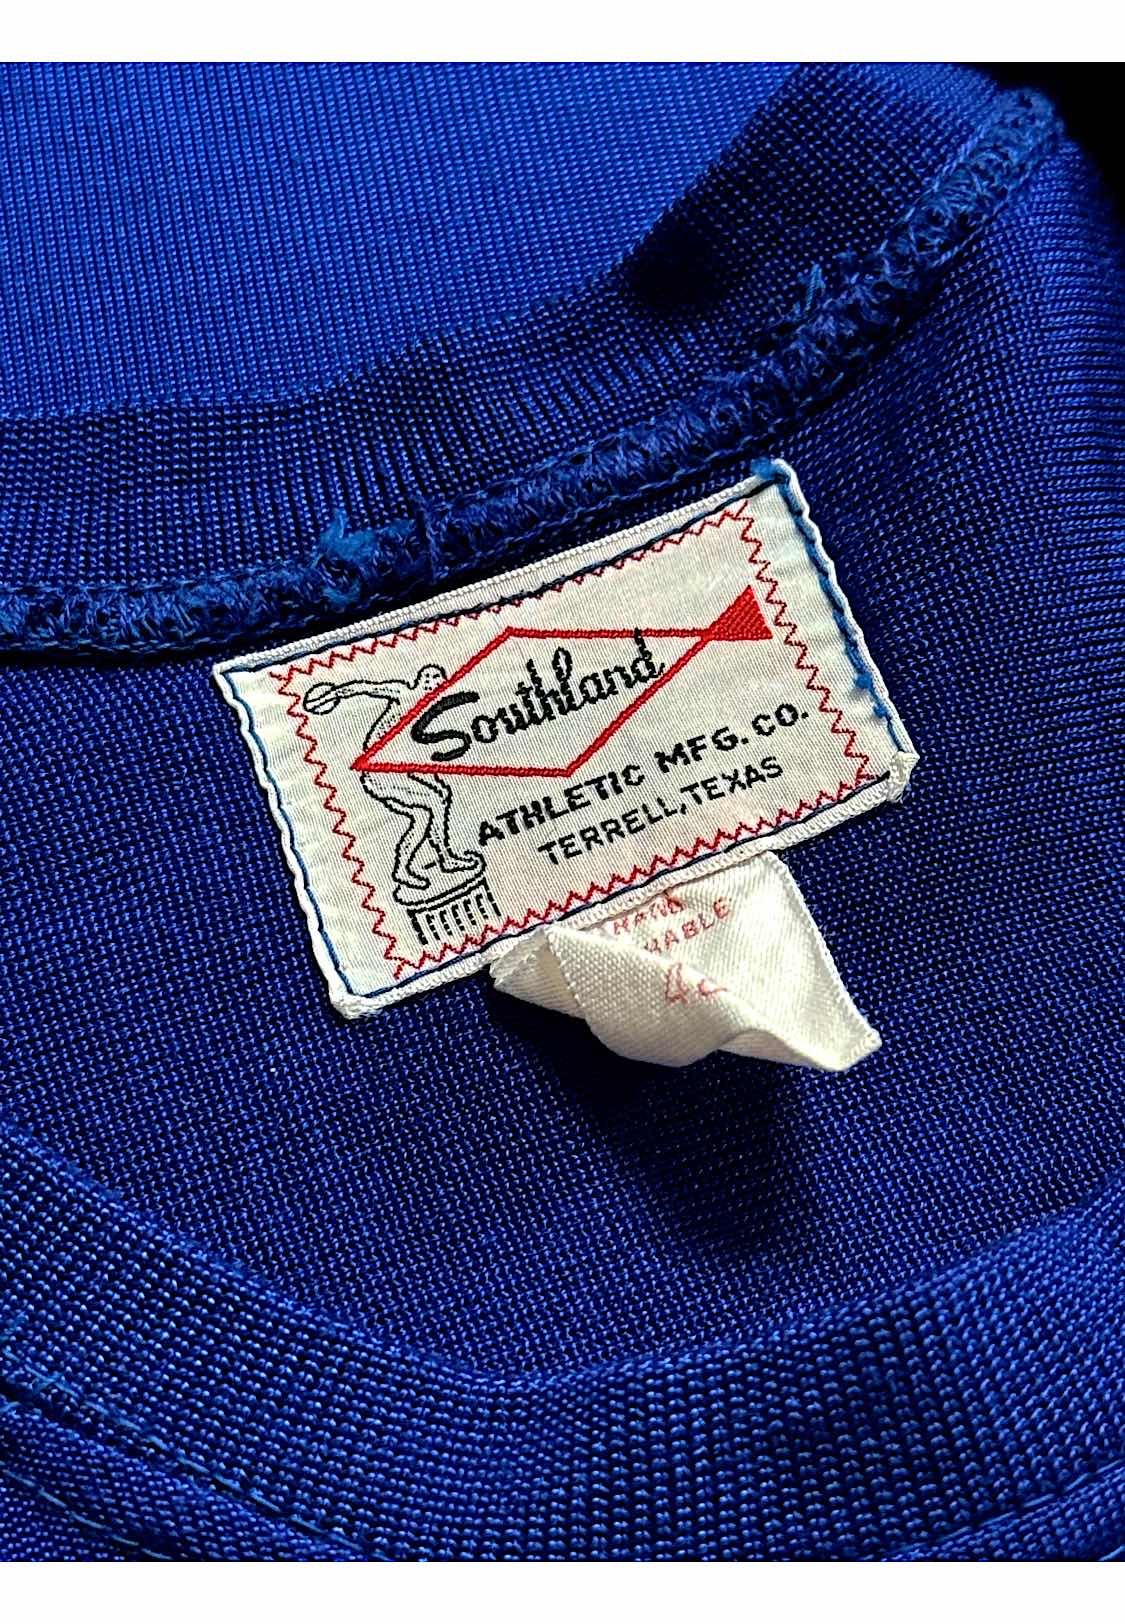 Southland
ATHLETIC MFG. CO.
TERRELL, TEXAS